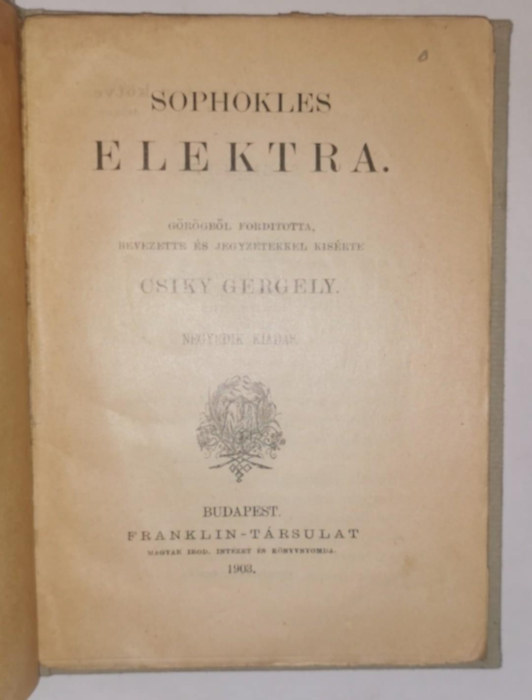 SOPHOKLES
ELEKTRA.
GÖRÖGBŐL FORDITOTTA,
BEVEZETTE ÉS JEGYZETEKKEL KISÉRTE
CSIKY GERGELY.
NEGYEDIK KIADÁS.
BUDAPEST.
FRANKLIN-TÁRSULAT
MAGYAR IROD. INTÉZET ÉS KÖNYVNYOMDA.
1903.